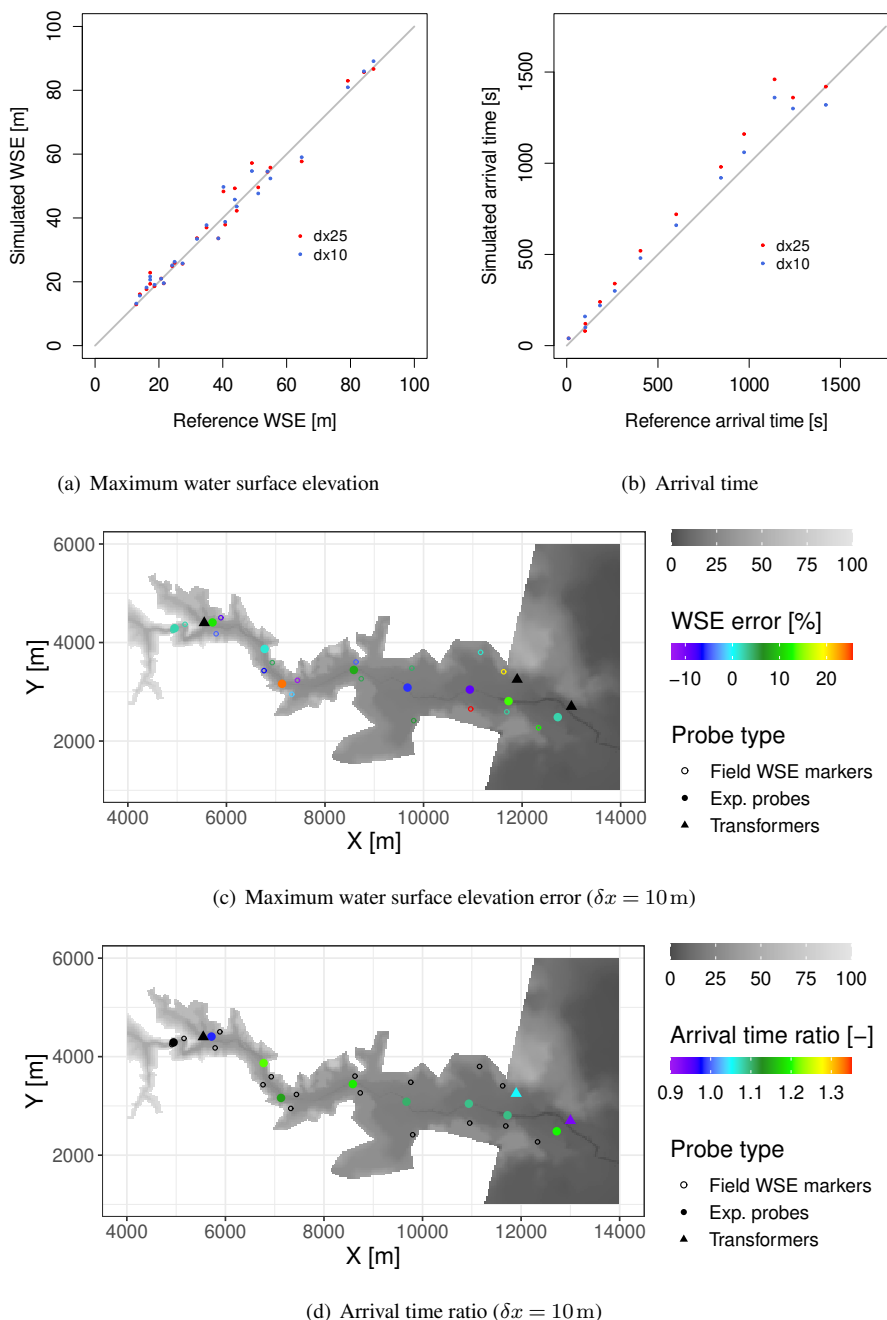 Simulated WSE [m]
100
80
60
40
20
0
dx25
dx10
0 20 40 60 80 100
Reference WSE [m]
(a) Maximum water surface elevation
Simulated arrival time [s]
1500
1000
500
0
dx25
dx10
0 500 1000 1500
Reference arrival time [s]
(b) Arrival time
Y [m]
6000
4000
2000
4000 6000 8000 10000 12000 14000
X [m]
0 25 50 75 100
WSE error [%]
−10 0 10 20
Probe type
Field WSE markers
Exp. probes
Transformers
(c) Maximum water surface elevation error (δx = 10 m)
Y [m]
6000
4000
2000
4000 6000 8000 10000 12000 14000
X [m]
0 25 50 75 100
Arrival time ratio [−]
0.9 1.0 1.1 1.2 1.3
Probe type
Field WSE markers
Exp. probes
Transformers
(d) Arrival time ratio (δx = 10 m)